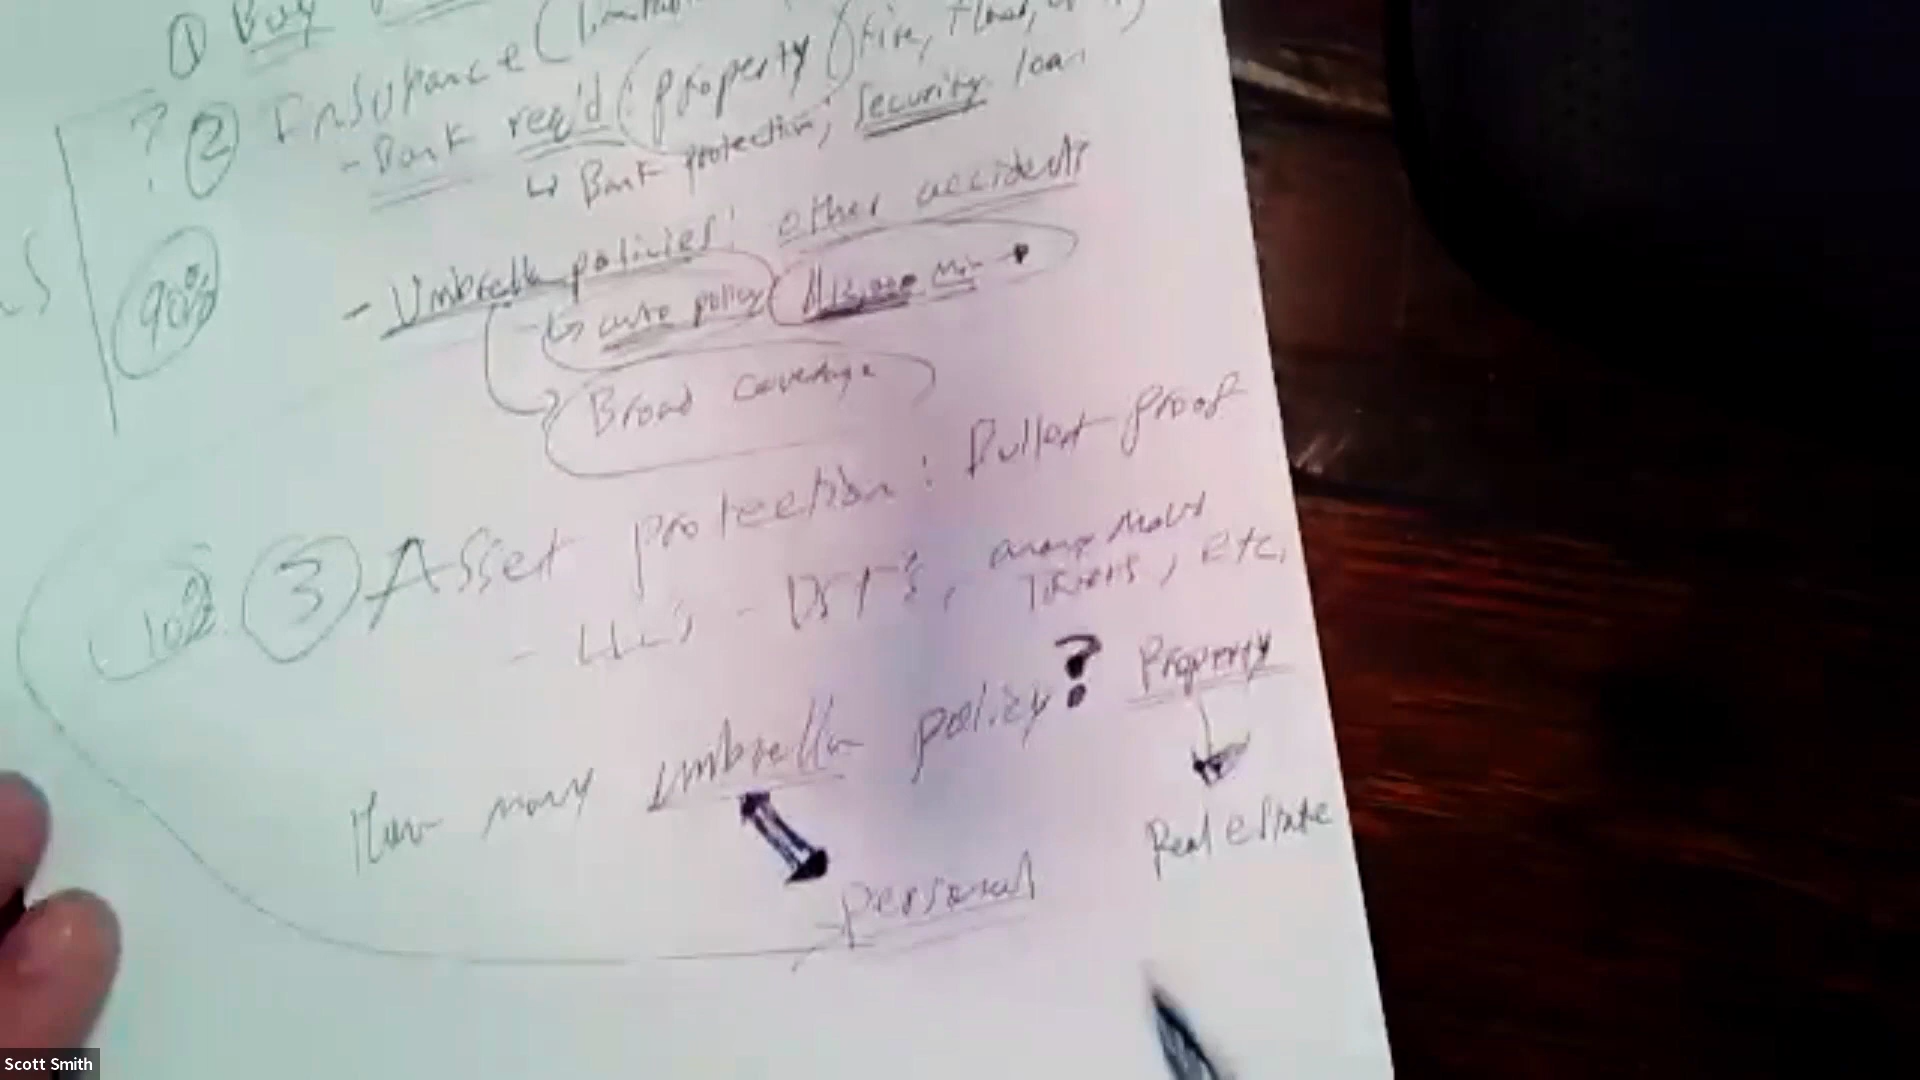 ① Buy
? ② Insurance (
- Bank req'd (property (Fire, Flood,
↳ Bank protection; security loan
90%
- Umbrella policies: other accidents
↳ auto policy
Broad coverage
10% ③ Asset protection: Bullet proof
- LLC's - DST's, anonymous
Trusts, etc.
How many umbrella policy? Property
Real estate
Personal
Scott Smith